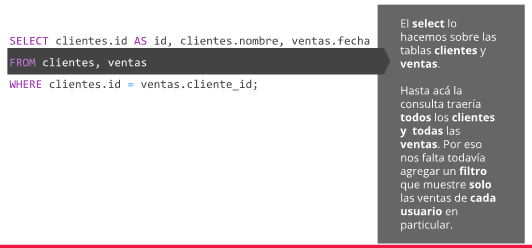 SELECT clientes.id AS id, clientes.nombre, ventas.fecha
FROM clientes, ventas
WHERE clientes.id = ventas.cliente_id;
El select lo
hacemos sobre las
tablas clientes y
ventas.
Hasta acá la
consulta traería
todos los clientes
y todas las
ventas. Por eso
nos falta todavía
agregar un filtro
que muestre solo
las ventas de cada
usuario en
particular.